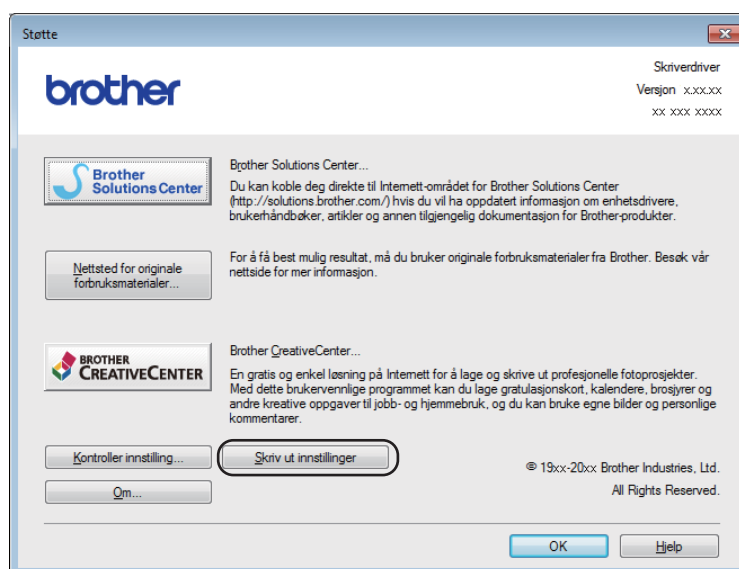 Støtte
brother
Skriverdriver
Versjon x.xx.xx
xx xxx xxxx
Brother
Solutions Center
Brother Solutions Center...
Du kan koble deg direkte til Internett-området for Brother Solutions Center
(http://solutions.brother.com/) hvis du vil ha oppdatert informasjon om enhetsdrivere,
brukerhåndbøker, artikler og annen tilgjengelig dokumentasjon for Brother-produkter.
Nettsted for originale
forbruksmaterialer...
For å få best mulig resultat, må du bruker originale forbruksmaterialer fra Brother. Besøk vår
nettside for mer informasjon.
BROTHER
CREATIVECENTER
Brother CreativeCenter...
En gratis og enkel løsning på Internett for å lage og skrive ut profesjonelle fotoprosjekter.
Med dette brukervennlige programmet kan du lage gratulasjonskort, kalendere, brosjyrer og
andre kreative oppgaver til jobb- og hjemmebruk, og du kan bruke egne bilder og personlige
kommentarer.
Kontroller innstilling...
Skriv ut innstillinger
Om...
© 19xx-20xx Brother Industries, Ltd.
All Rights Reserved.
OK
Hjelp